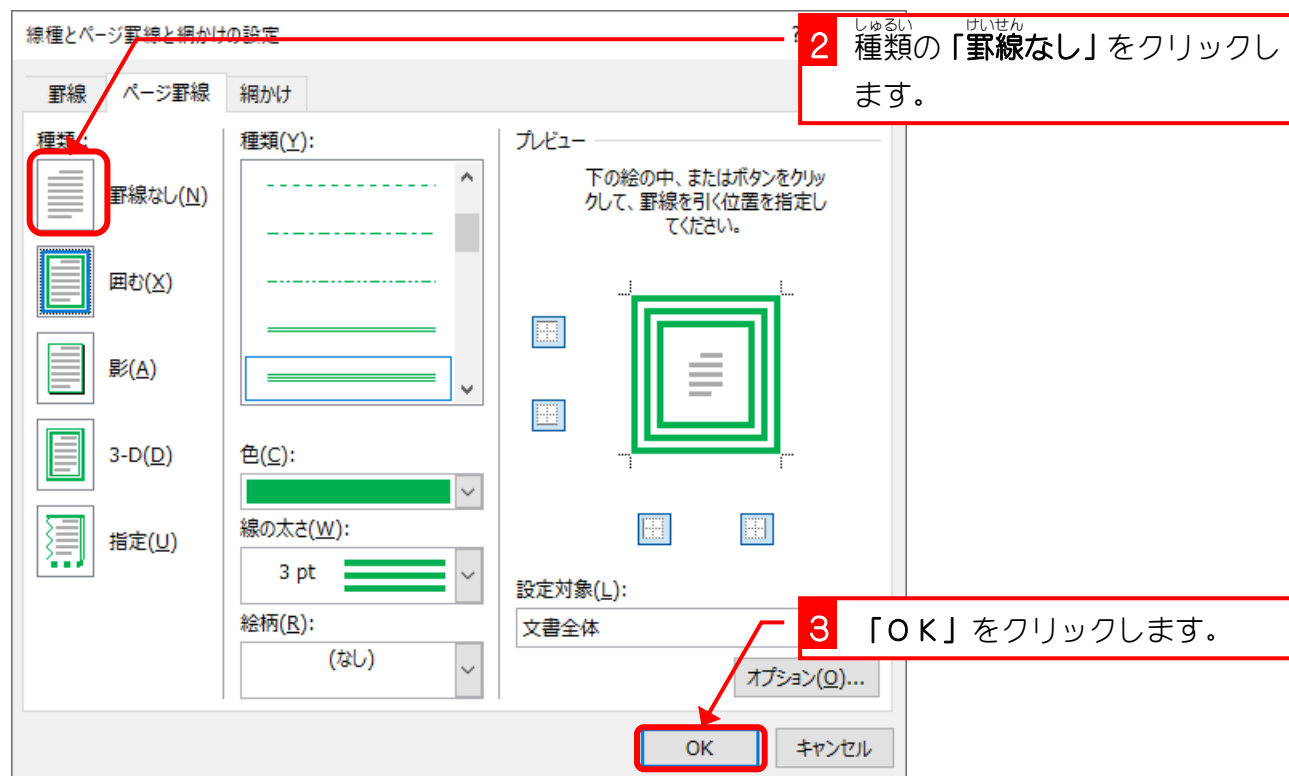 線種とページ罫線と網かけの設定
?
2 種類の「罫線なし」をクリックし
しゅるい けいせん
ます。
罫線 ページ罫線 網かけ
種類:
罫線なし(N)
囲む(X)
影(A)
3-D(D)
指定(U)
種類(Y):
色(C):
線の太さ(W):
3 pt
絵柄(R):
(なし)
プレビュー
下の絵の中、またはボタンをクリッ
クして、罫線を引く位置を指定し
てください。
設定対象(L):
文書全体
3 「OK」をクリックします。
オプション(O)...
OK キャンセル